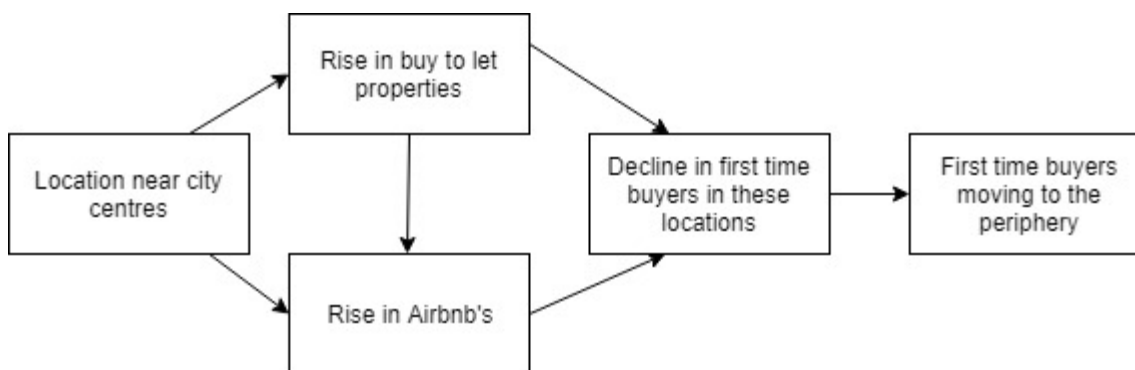 Rise in buy to let
properties
Location near city
centres
Decline in first time
buyers in these
locations
First time buyers
moving to the
periphery
Rise in Airbnb's